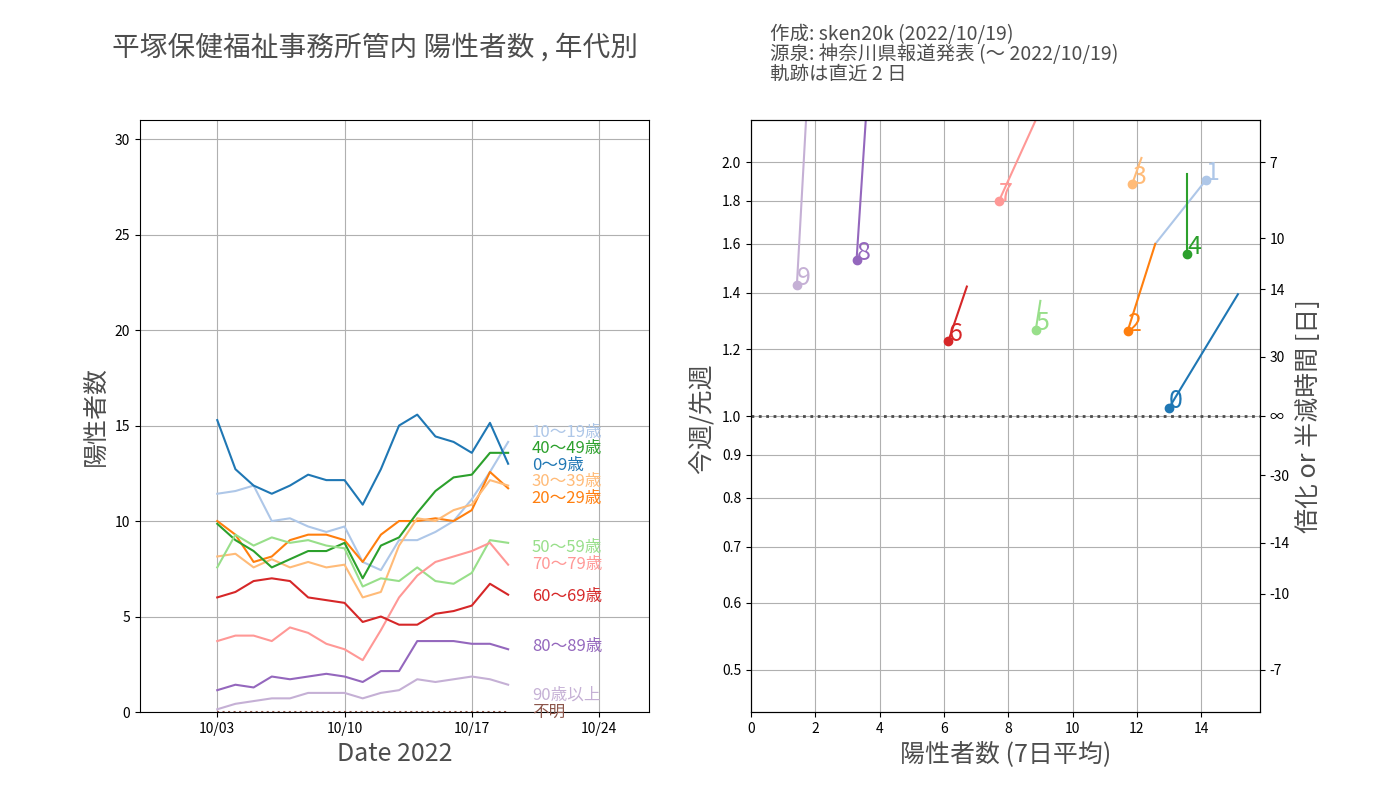 平塚保健福祉事務所管内 陽性者数 , 年代別
作成: sken20k (2022/10/19)
源泉: 神奈川県報道発表 (～ 2022/10/19)
軌跡は直近 2 日
陽性者数
30
25
20
15
10
5
0
10/03
10/10
10/17
10/24
Date 2022
10～19歳
40～49歳
0～9歳
30～39歳
20～29歳
50～59歳
70～79歳
60～69歳
80～89歳
90歳以上
不明
今週/先週
2.0
1.8
1.6
1.4
1.2
1.0
0.9
0.8
0.7
0.6
0.5
0
2
4
6
8
10
12
14
陽性者数 (7日平均)
9
8
7
3
1
4
6
5
2
0
7
10
14
30
∞
-30
-14
-10
-7
倍化 or 半減時間 [日]